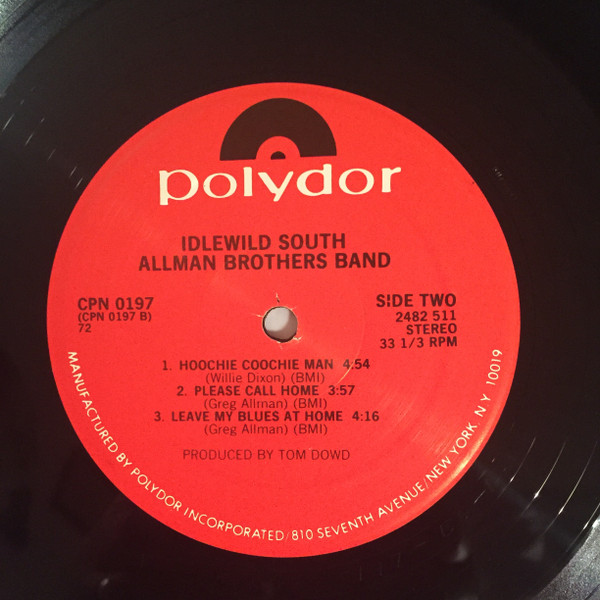 polydor
IDLEWILD SOUTH
ALLMAN BROTHERS BAND
CPN 0197
(CPN 0197 B)
72
SIDE TWO
2482 511
STEREO
33 1/3 RPM
1. HOOCHIE COOCHIE MAN 4:54
(Willie Dixon) (BMI)
2. PLEASE CALL HOME 3:57
(Greg Allman) (BMI)
3. LEAVE MY BLUES AT HOME 4:16
(Greg Allman) (BMI)
PRODUCED BY TOM DOWD
MANUFACTURED BY POLYDOR INCORPORATED/810 SEVENTH AVENUE/NEW YORK, N.Y. 10019